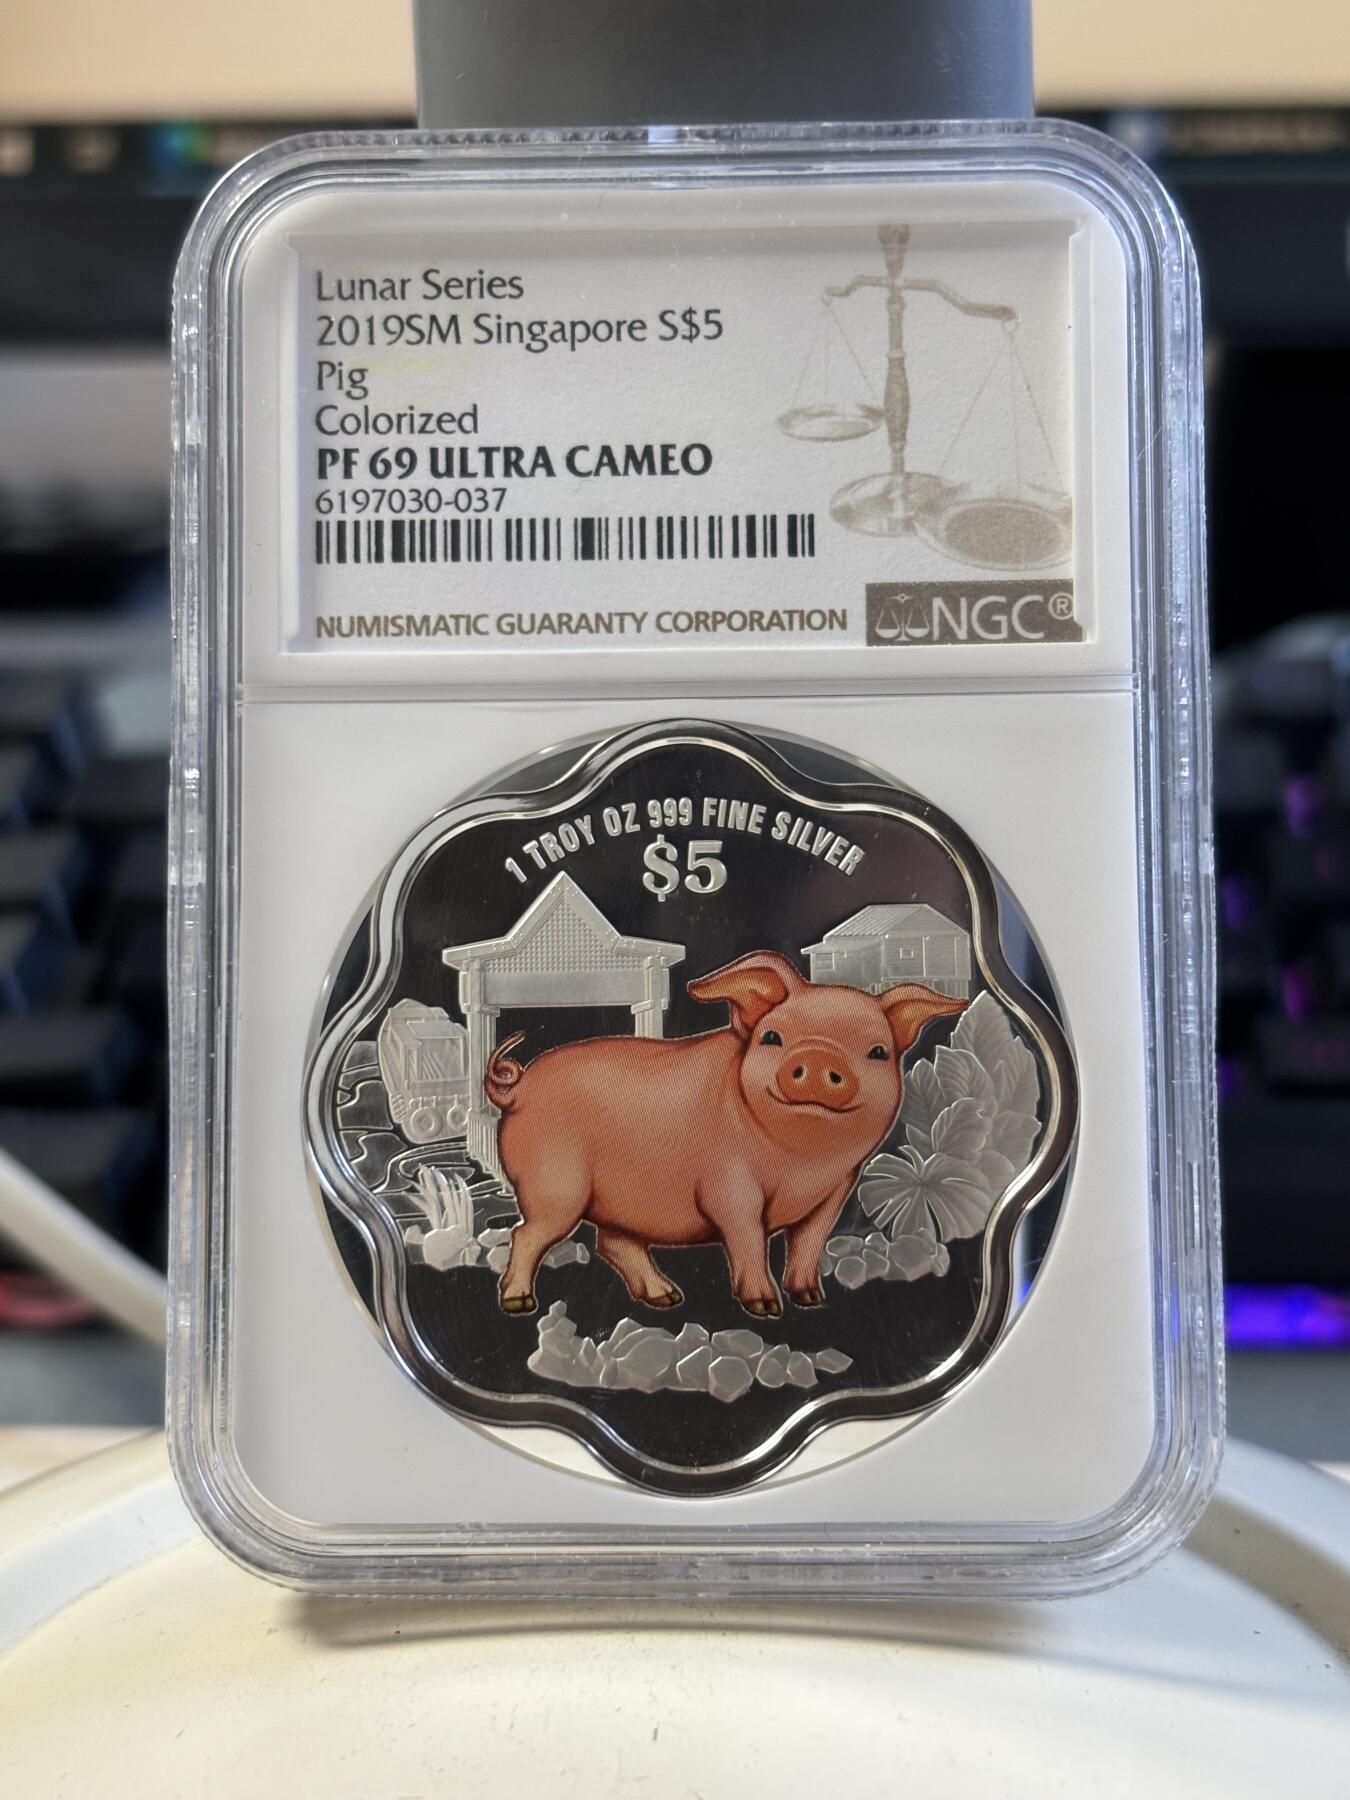 Lunar Series
2019SM Singapore S$5
Pig
Colorized
PF 69 ULTRA CAMEO
6197030-037
NUMISMATIC GUARANTY CORPORATION
NGC®
1 TROY OZ 999 FINE SILVER
$5